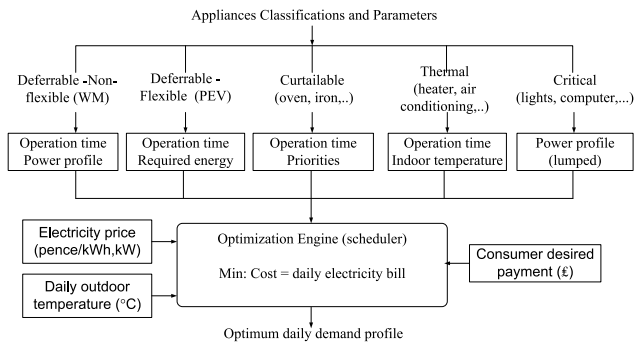 Appliances Classifications and Parameters
Deferrable -Non-
flexible (WM)
Deferrable -
Flexible (PEV)
Curtailable
(oven, iron,..)
Thermal
(heater, air
conditioning,..)
Critical
(lights, computer,...)
Operation time
Power profile
Operation time
Required energy
Operation time
Priorities
Operation time
Indoor temperature
Power profile
(lumped)
Electricity price
(pence/kWh,kW)
Daily outdoor
temperature (°C)
Optimization Engine (scheduler)
Min: Cost = daily electricity bill
Consumer desired
payment (£)
Optimum daily demand profile